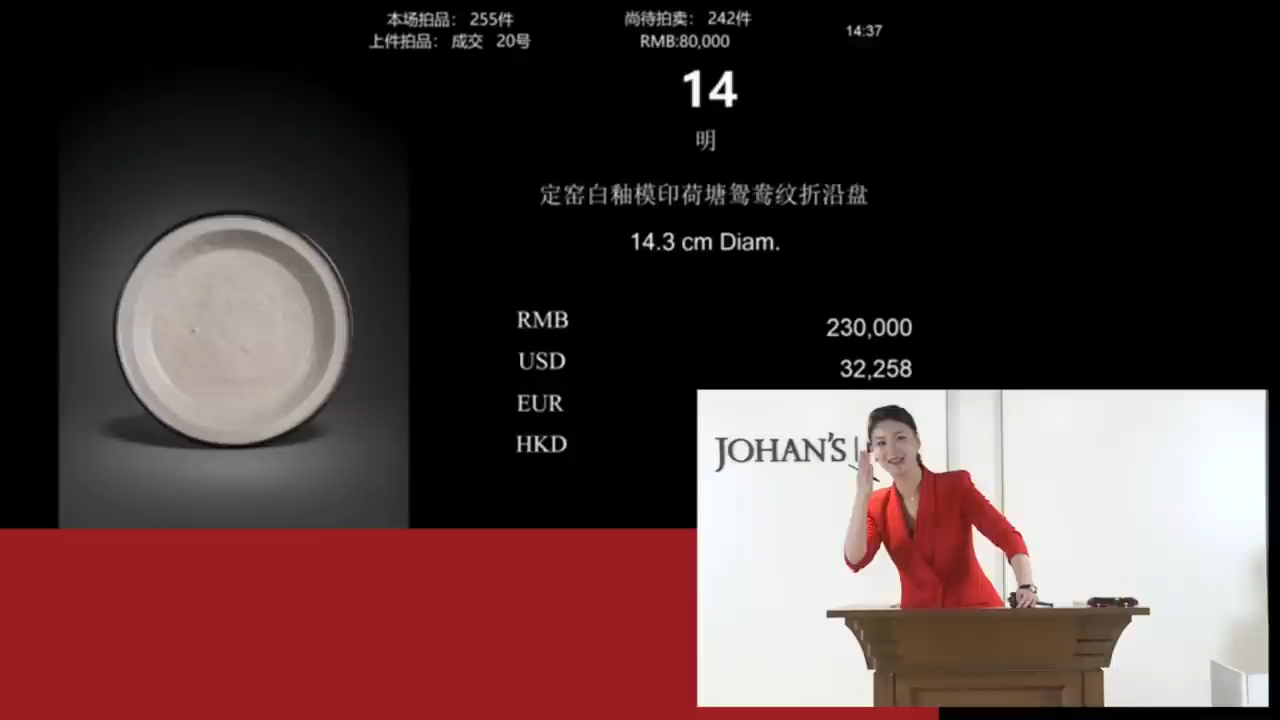 本场拍品： 255件
尚待拍卖： 242件
上件拍品： 成交 20号
RMB:80,000
14:37
14
明
定窑白釉模印荷塘鸳鸯纹折沿盘
14.3 cm Diam.
RMB 230,000
USD 32,258
EUR
HKD
JOHAN'S